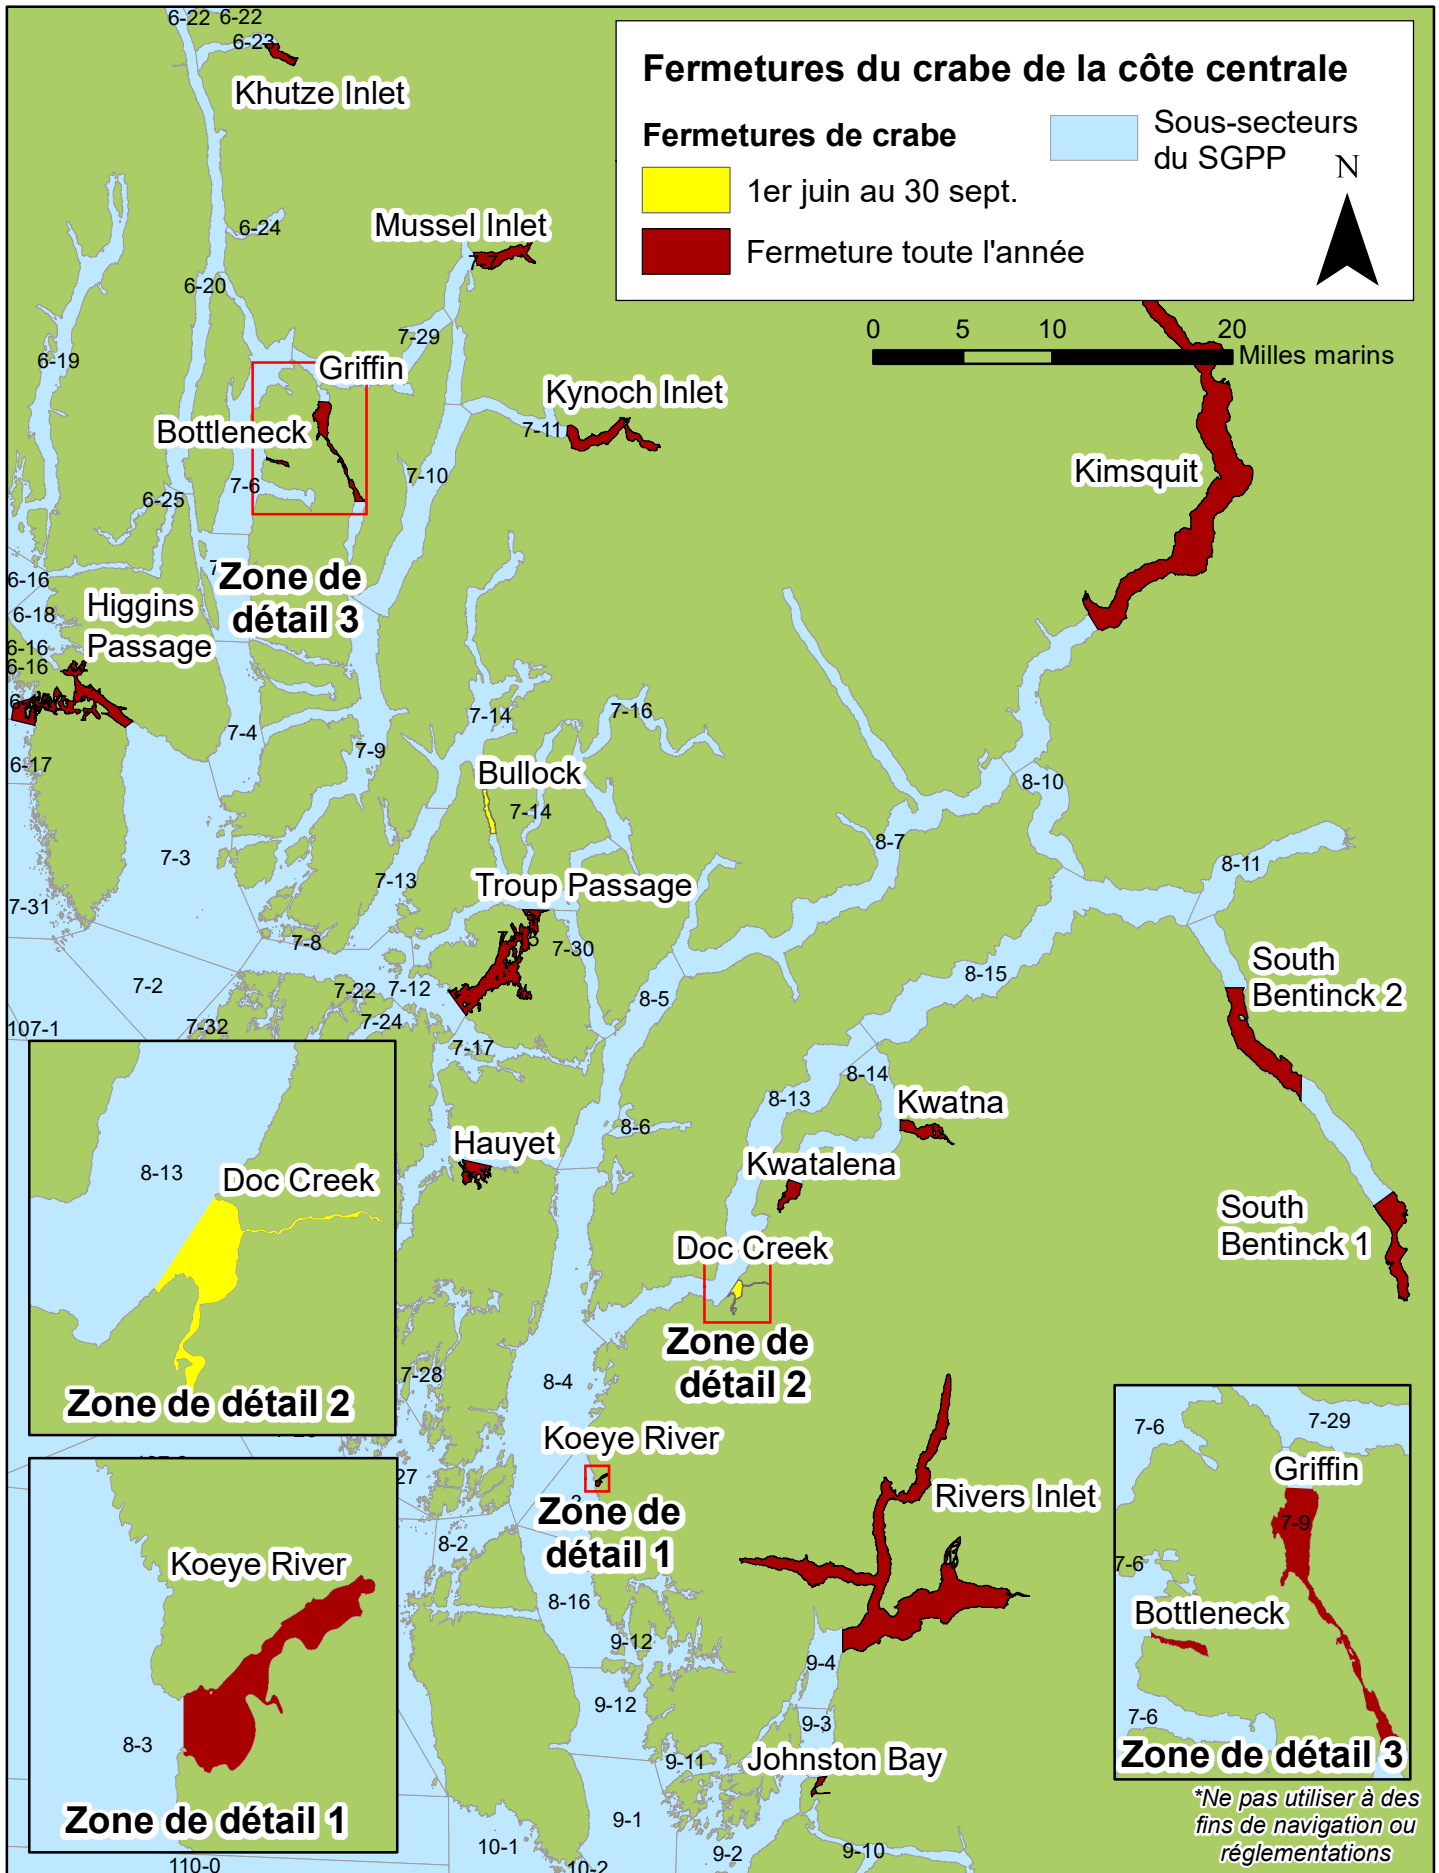 6-22
6-22
6-23
Khutze Inlet
Fermetures du crabe de la côte centrale
Fermetures de crabe
1er juin au 30 sept.
Fermeture toute l'année
Sous-secteurs
du SGPP
N
0
5
10
20
Milles marins
6-24
Mussel Inlet
7-7
6-20
7-29
6-19
Griffin
Kynoch Inlet
7-11
Bottleneck
7-10
Kimsquit
7-6
6-25
Zone de
détail 3
6-16
6-18
Higgins
Passage
6-16
6-16
7-4
7-14
7-16
7-9
6-17
Bullock
7-14
8-10
8-7
7-3
8-11
7-13
Troup Passage
7-31
7-8
7-30
7-2
7-22
7-12
8-5
8-15
South
Bentinck 2
107-1
7-32
7-24
7-17
8-14
8-13
Kwatna
8-6
Hauyet
Kwatalena
8-13
Doc Creek
Zone de détail 2
South
Bentinck 1
Doc Creek
Zone de
détail 2
7-28
8-4
Koeye River
27
Zone de
détail 1
Rivers Inlet
8-2
8-16
9-12
9-4
9-12
9-3
9-11
Johnston Bay
9-1
10-1
9-2
9-10
10-2
110-0
Koeye River
8-3
Zone de détail 1
7-6
7-29
Griffin
7-9
7-6
Bottleneck
7-6
Zone de détail 3
*Ne pas utiliser à des
fins de navigation ou
réglementations